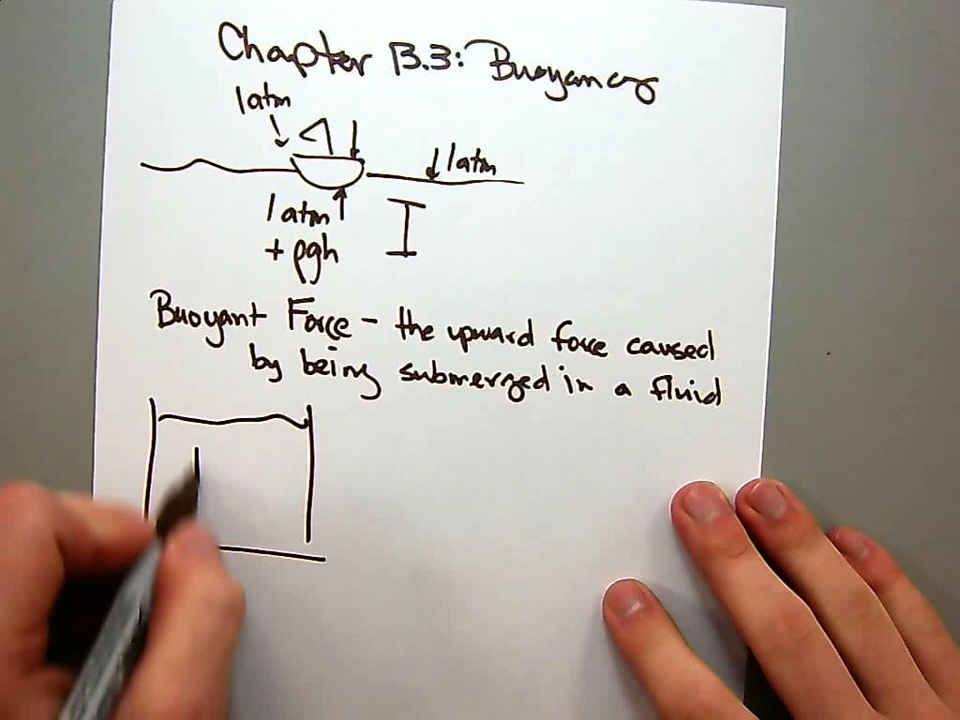 Chapter 13.3: Buoyancy
1atm
↓1atm
1atm
+ ρgh
Buoyant Force - the upward force caused
by being submerged in a fluid